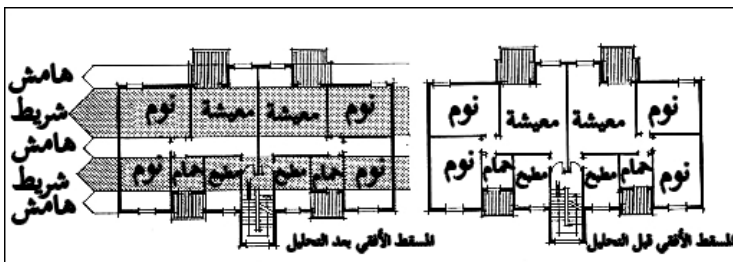 نوم معيشة معيشة نوم
نوم حمام مطبخ مطبخ حمام نوم
المسقط الأفقي قبل التحليل
هامش
شريط
هامش
شريط
هامش
نوم معيشة معيشة نوم
نوم حمام مطبخ مطبخ حمام نوم
المسقط الأفقي بعد التحليل